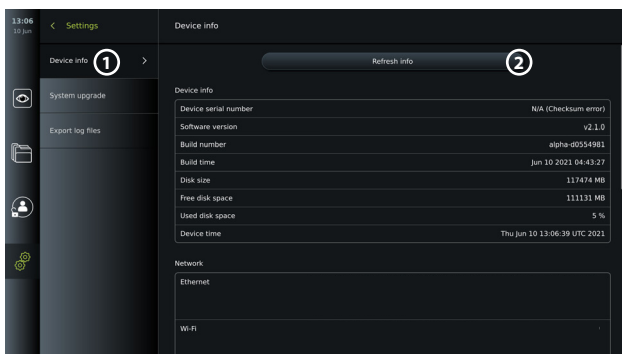 13:06
10 Jun
Settings
Device info
Device info
1
System upgrade
Export log files
Refresh info
2
Device info
Device serial number N/A (Checksum error)
Software version v2.1.0
Build number alpha-d0554981
Build time Jun 10 2021 04:43:27
Disk size 117474 MB
Free disk space 111131 MB
Used disk space 5 %
Device time Thu Jun 10 13:06:39 UTC 2021
Network
Ethernet
Wi-Fi